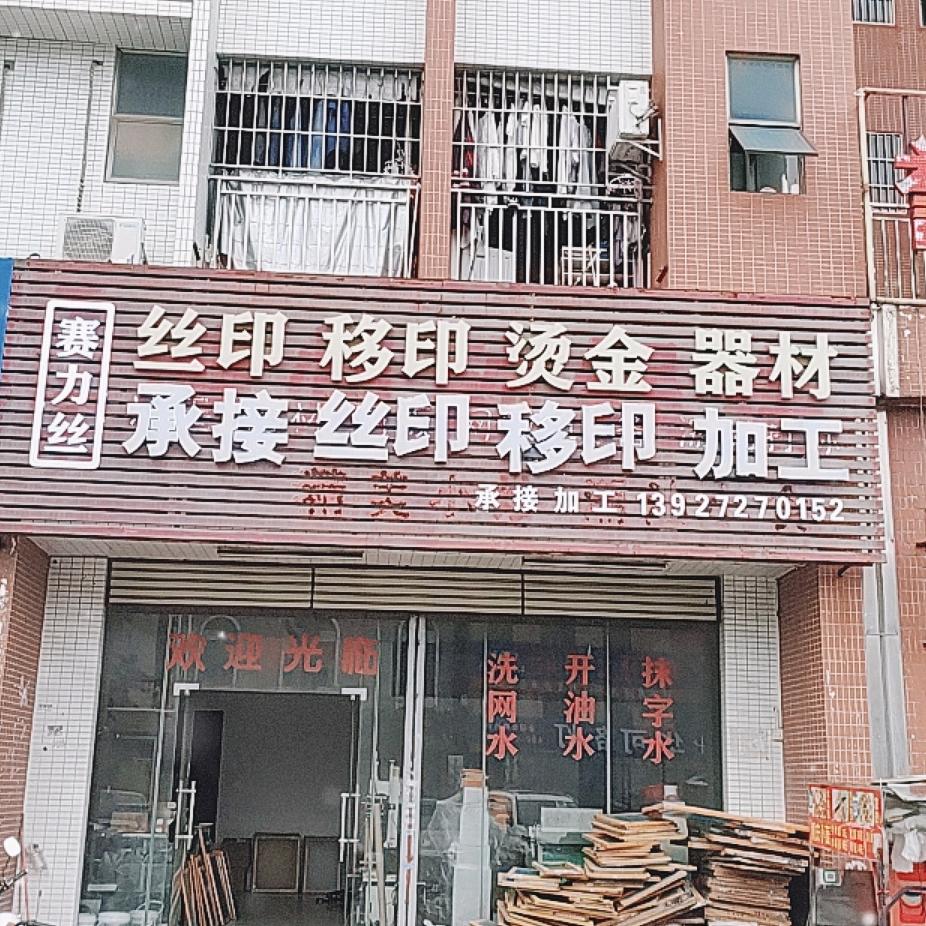 赛力丝
丝印 移印 烫金 器材
承接 丝印 移印 加工
承接加工 13927270152
欢迎光临
洗网水
开油水
抹字水